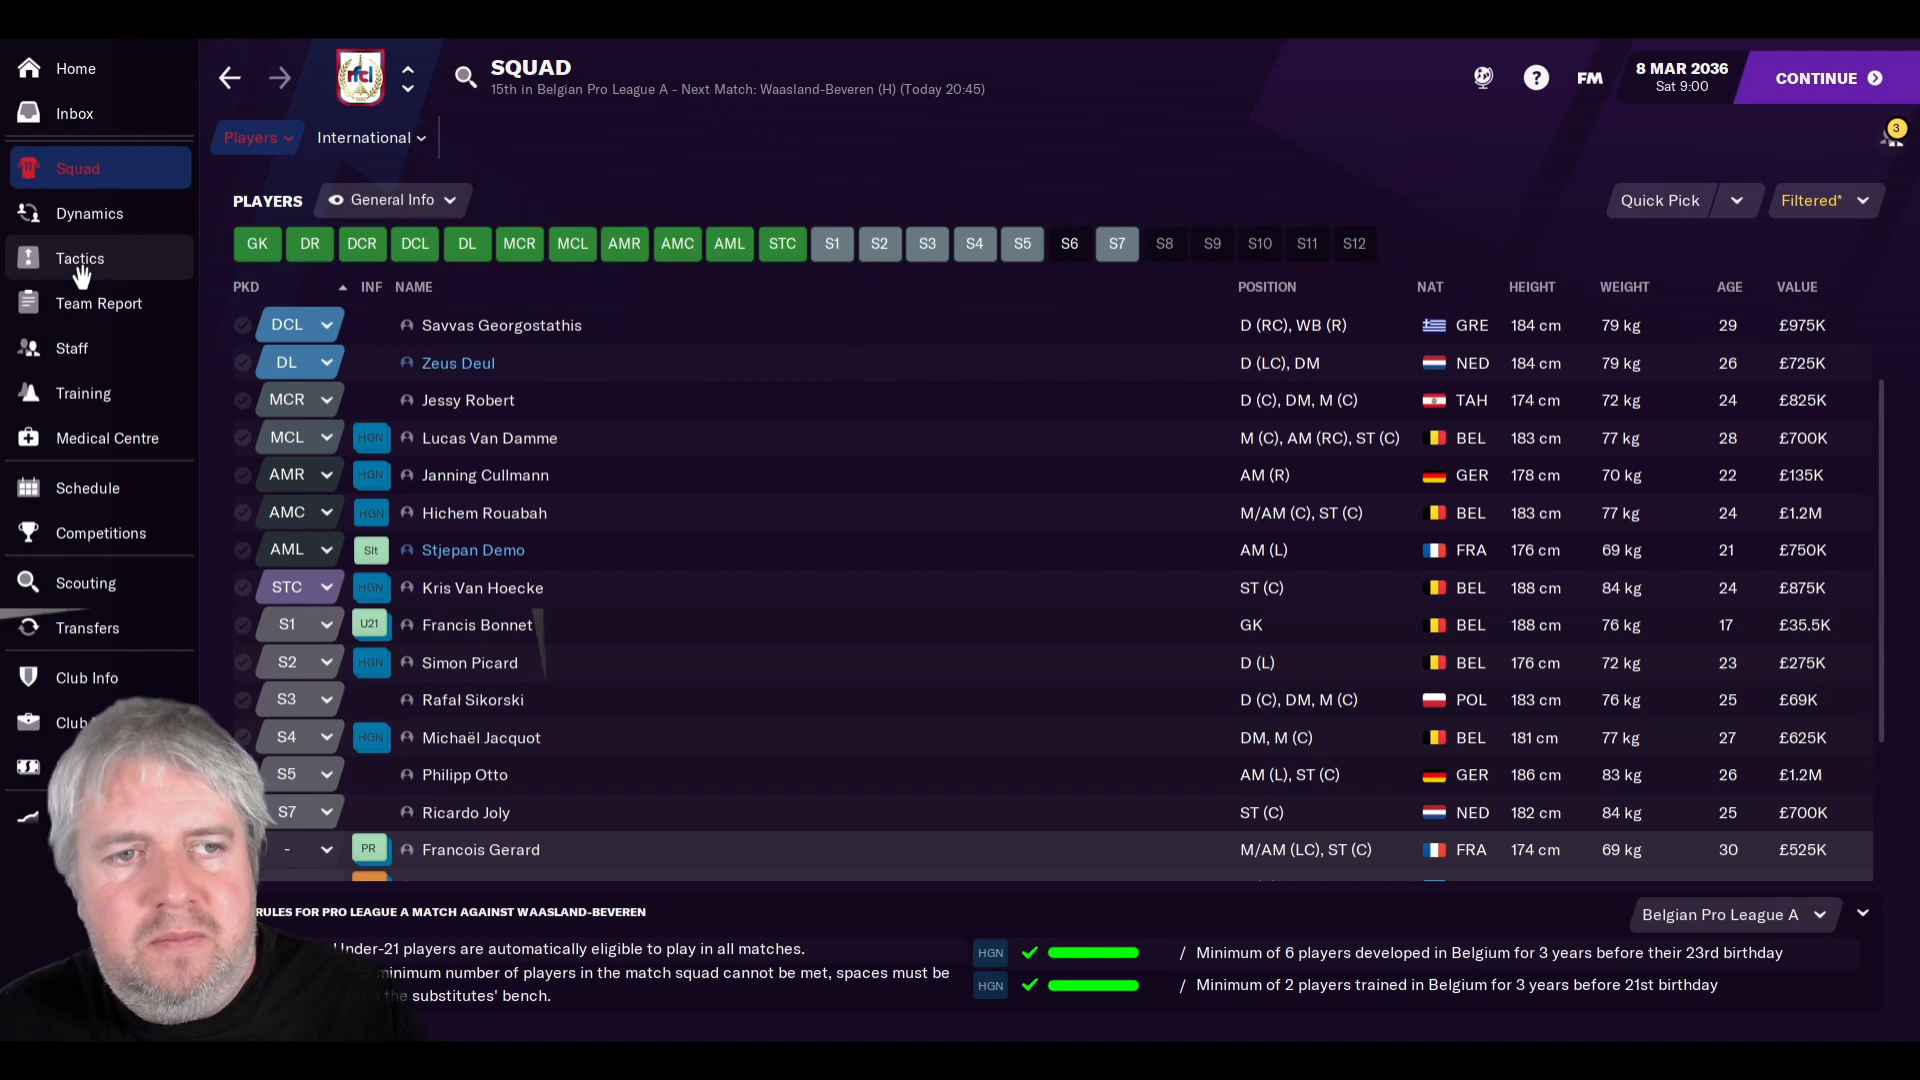 Home
Inbox
Squad
Dynamics
Tactics
Team Report
Staff
Training
Medical Centre
Schedule
Competitions
Scouting
Transfers
Club Info
Club
rfcl
SQUAD
15th in Belgian Pro League A - Next Match: Waasland-Beveren (H) (Today 20:45)
? FM
8 MAR 2036
Sat 9:00
CONTINUE
3
Players International
PLAYERS General Info Quick Pick Filtered*
GK DR DCR DCL DL MCR MCL AMR AMC AML STC S1 S2 S3 S4 S5 S6 S7 S8 S9 S10 S11 S12
PKD INF NAME POSITION NAT HEIGHT WEIGHT AGE VALUE
DCL Savvas Georgostathis D (RC), WB (R) GRE 184 cm 79 kg 29 £975K
DL Zeus Deul D (LC), DM NED 184 cm 79 kg 26 £725K
MCR Jessy Robert D (C), DM, M (C) TAH 174 cm 72 kg 24 £825K
MCL HGN Lucas Van Damme M (C), AM (RC), ST (C) BEL 183 cm 77 kg 28 £700K
AMR HGN Janning Cullmann AM (R) GER 178 cm 70 kg 22 £135K
AMC HGN Hichem Rouabah M/AM (C), ST (C) BEL 183 cm 77 kg 24 £1.2M
AML Slt Stjepan Demo AM (L) FRA 176 cm 69 kg 21 £750K
STC HGN Kris Van Hoecke ST (C) BEL 188 cm 84 kg 24 £875K
S1 U21 Francis Bonnet GK BEL 188 cm 76 kg 17 £35.5K
S2 HGN Simon Picard D (L) BEL 176 cm 72 kg 23 £275K
S3 Rafal Sikorski D (C), DM, M (C) POL 183 cm 76 kg 25 £69K
S4 HGN Michaël Jacquot DM, M (C) BEL 181 cm 77 kg 27 £625K
S5 Philipp Otto AM (L), ST (C) GER 186 cm 83 kg 26 £1.2M
S7 Ricardo Joly ST (C) NED 182 cm 84 kg 25 £700K
- PR Francois Gerard M/AM (LC), ST (C) FRA 174 cm 69 kg 30 £525K
RULES FOR PRO LEAGUE A MATCH AGAINST WAASLAND-BEVEREN
Belgian Pro League A
Under-21 players are automatically eligible to play in all matches.
minimum number of players in the match squad cannot be met, spaces must be
the substitutes' bench.
HGN / Minimum of 6 players developed in Belgium for 3 years before their 23rd birthday
HGN / Minimum of 2 players trained in Belgium for 3 years before 21st birthday